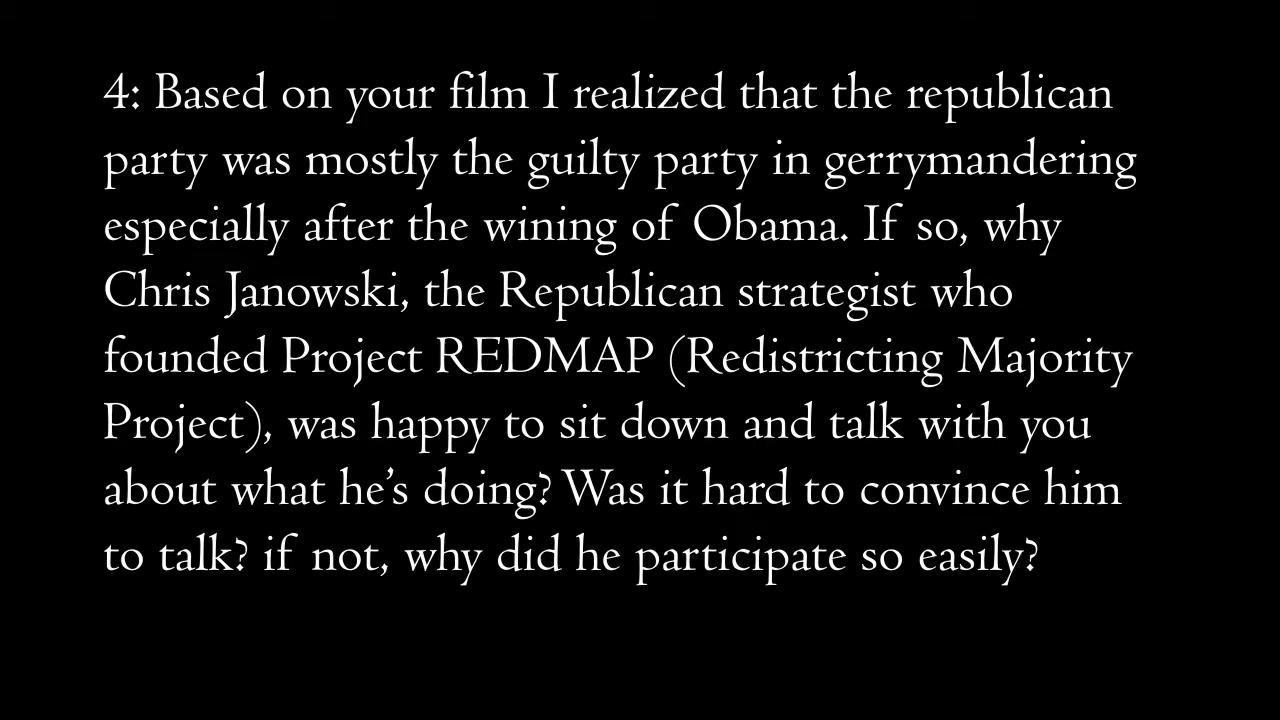 4: Based on your film I realized that the republican
party was mostly the guilty party in gerrymandering
especially after the wining of Obama. If so, why
Chris Janowski, the Republican strategist who
founded Project REDMAP (Redistricting Majority
Project), was happy to sit down and talk with you
about what he’s doing? Was it hard to convince him
to talk? if not, why did he participate so easily?